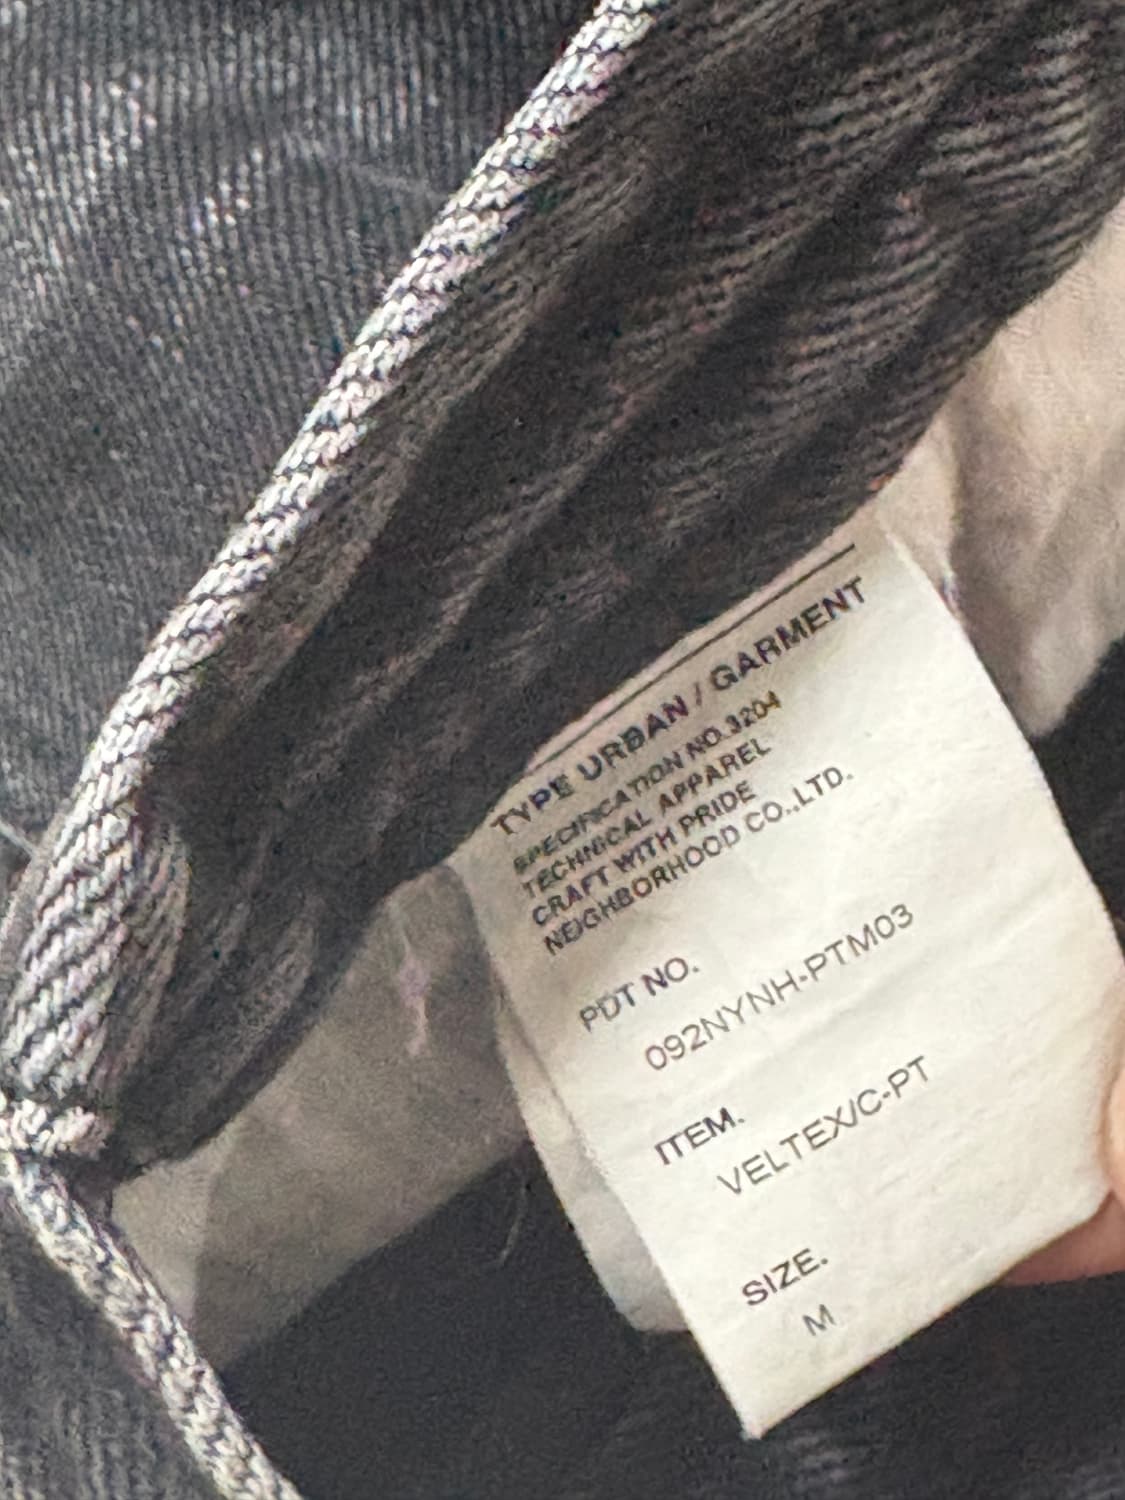 TYPE URBAN / GARMENT
SPECIFICATION NO.3204
TECHNICAL APPAREL
CRAFT WITH PRIDE
NEIGHBORHOOD CO.,LTD.
PDT NO.
092NYNH-PTM03
ITEM.
VELTEX/C-PT
SIZE.
M